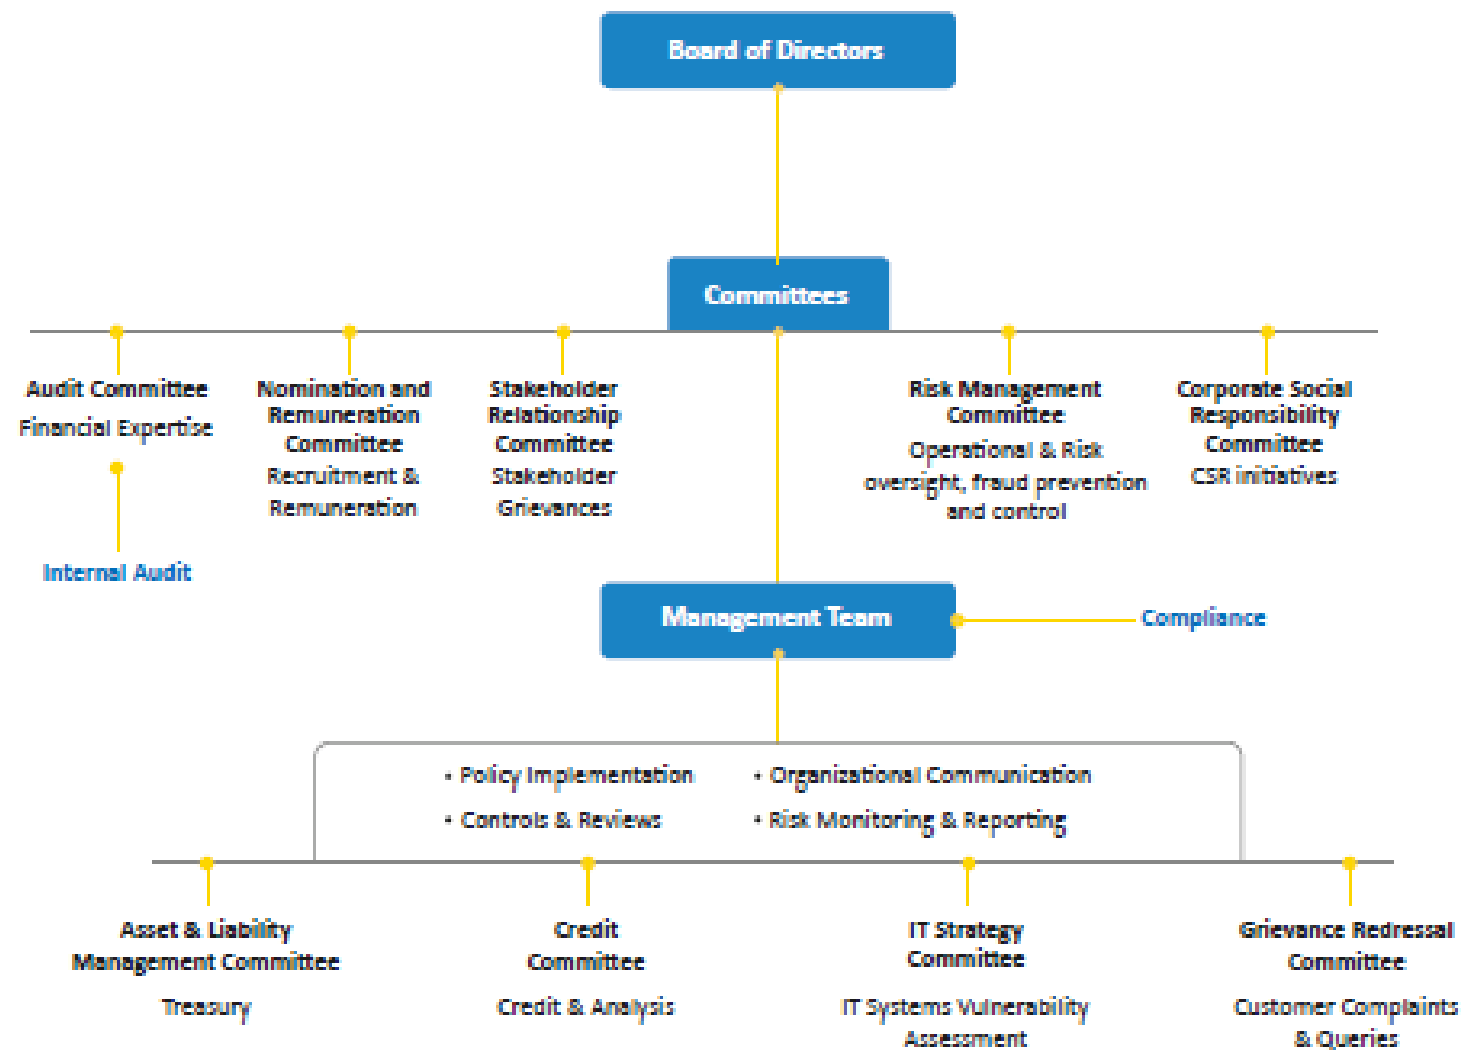 Board of Directors
Committees
Audit Committee
Financial Expertise
Internal Audit
Nomination and
Remuneration
Committee
Recruitment &
Remuneration
Stakeholder
Relationship
Committee
Stakeholder
Grievances
Risk Management
Committee
Operational & Risk
oversight, fraud prevention
and control
Corporate Social
Responsibility
Committee
CSR initiatives
Management Team
Compliance
• Policy Implementation
• Controls & Reviews
• Organizational Communication
• Risk Monitoring & Reporting
Asset & Liability
Management Committee
Treasury
Credit
Committee
Credit & Analysis
IT Strategy
Committee
IT Systems Vulnerability
Assessment
Grievance Redressal
Committee
Customer Complaints
& Queries